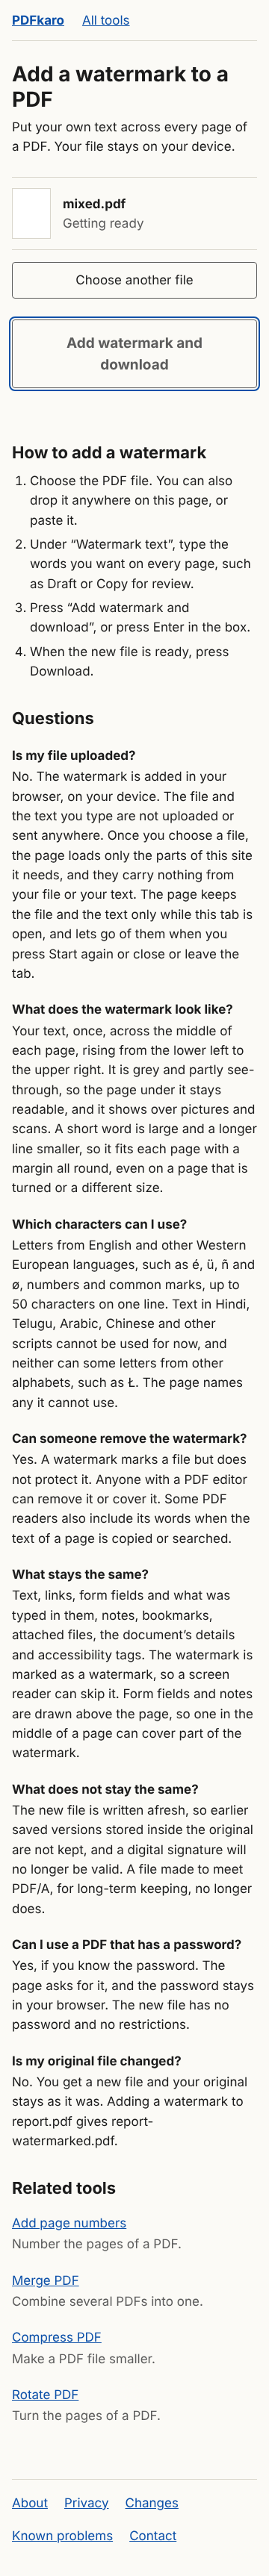 PDFkaro All tools
Add a watermark to a
PDF
Put your own text across every page of
a PDF. Your file stays on your device.
mixed.pdf
Getting ready
Choose another file
Add watermark and
download
How to add a watermark
1. Choose the PDF file. You can also
drop it anywhere on this page, or
paste it.
2. Under “Watermark text”, type the
words you want on every page, such
as Draft or Copy for review.
3. Press “Add watermark and
download”, or press Enter in the box.
4. When the new file is ready, press
Download.
Questions
Is my file uploaded?
No. The watermark is added in your
browser, on your device. The file and
the text you type are not uploaded or
sent anywhere. Once you choose a file,
the page loads only the parts of this site
it needs, and they carry nothing from
your file or your text. The page keeps
the file and the text only while this tab is
open, and lets go of them when you
press Start again or close or leave the
tab.
What does the watermark look like?
Your text, once, across the middle of
each page, rising from the lower left to
the upper right. It is grey and partly see-
through, so the page under it stays
readable, and it shows over pictures and
scans. A short word is large and a longer
line smaller, so it fits each page with a
margin all round, even on a page that is
turned or a different size.
Which characters can I use?
Letters from English and other Western
European languages, such as é, ü, ñ and
ø, numbers and common marks, up to
50 characters on one line. Text in Hindi,
Telugu, Arabic, Chinese and other
scripts cannot be used for now, and
neither can some letters from other
alphabets, such as Ł. The page names
any it cannot use.
Can someone remove the watermark?
Yes. A watermark marks a file but does
not protect it. Anyone with a PDF editor
can remove it or cover it. Some PDF
readers also include its words when the
text of a page is copied or searched.
What stays the same?
Text, links, form fields and what was
typed in them, notes, bookmarks,
attached files, the document’s details
and accessibility tags. The watermark is
marked as a watermark, so a screen
reader can skip it. Form fields and notes
are drawn above the page, so one in the
middle of a page can cover part of the
watermark.
What does not stay the same?
The new file is written afresh, so earlier
saved versions stored inside the original
are not kept, and a digital signature will
no longer be valid. A file made to meet
PDF/A, for long-term keeping, no longer
does.
Can I use a PDF that has a password?
Yes, if you know the password. The
page asks for it, and the password stays
in your browser. The new file has no
password and no restrictions.
Is my original file changed?
No. You get a new file and your original
stays as it was. Adding a watermark to
report.pdf gives report-
watermarked.pdf.
Related tools
Add page numbers
Number the pages of a PDF.
Merge PDF
Combine several PDFs into one.
Compress PDF
Make a PDF file smaller.
Rotate PDF
Turn the pages of a PDF.
About Privacy Changes
Known problems Contact